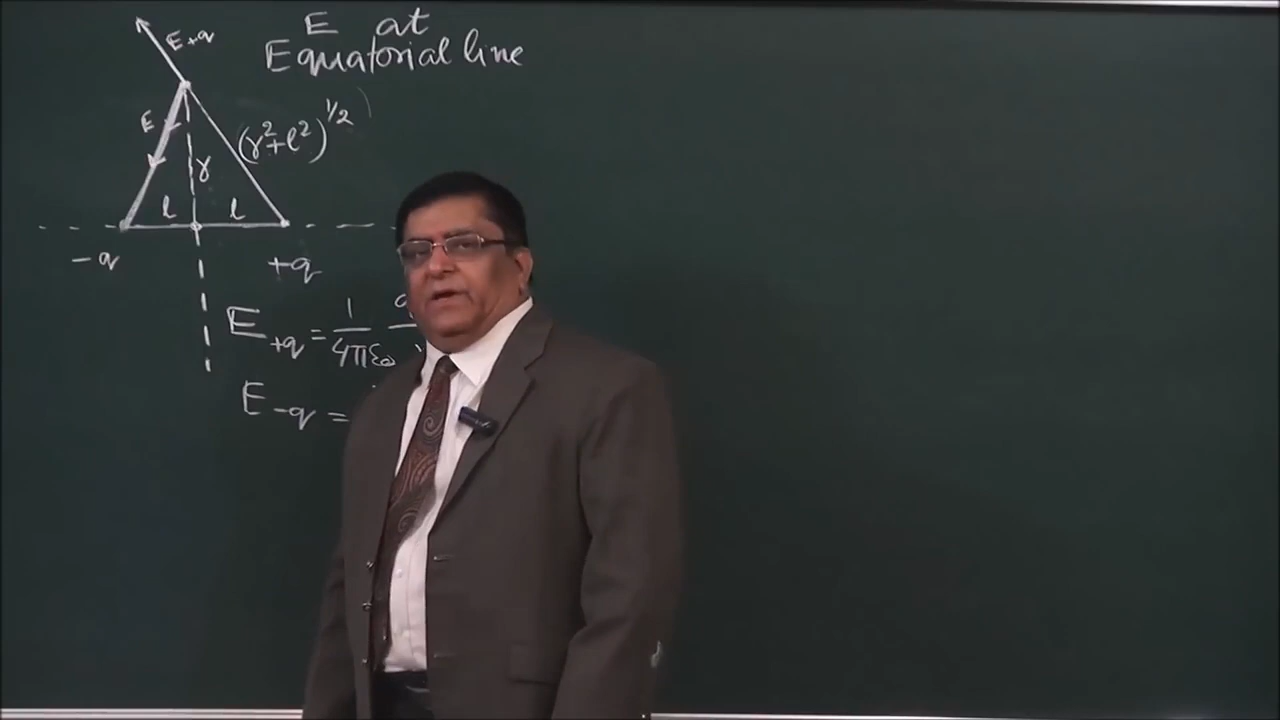 E at
Equatorial line
E+q
E
(r²+l²)^1/2
r
l l
-q +q
E+q = 1/4πε₀
E-q =